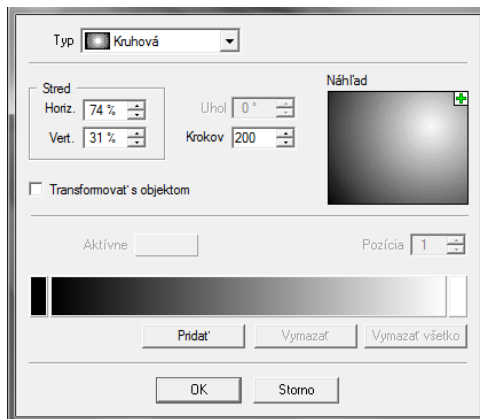 Typ Kruhová
Stred
Náhľad
Horiz. 74 % Uhol 0 °
Vert. 31 % Krokov 200
Transformovať s objektom
Aktívne Pozícia 1
Pridať Vymazať Vymazať všetko
OK Storno